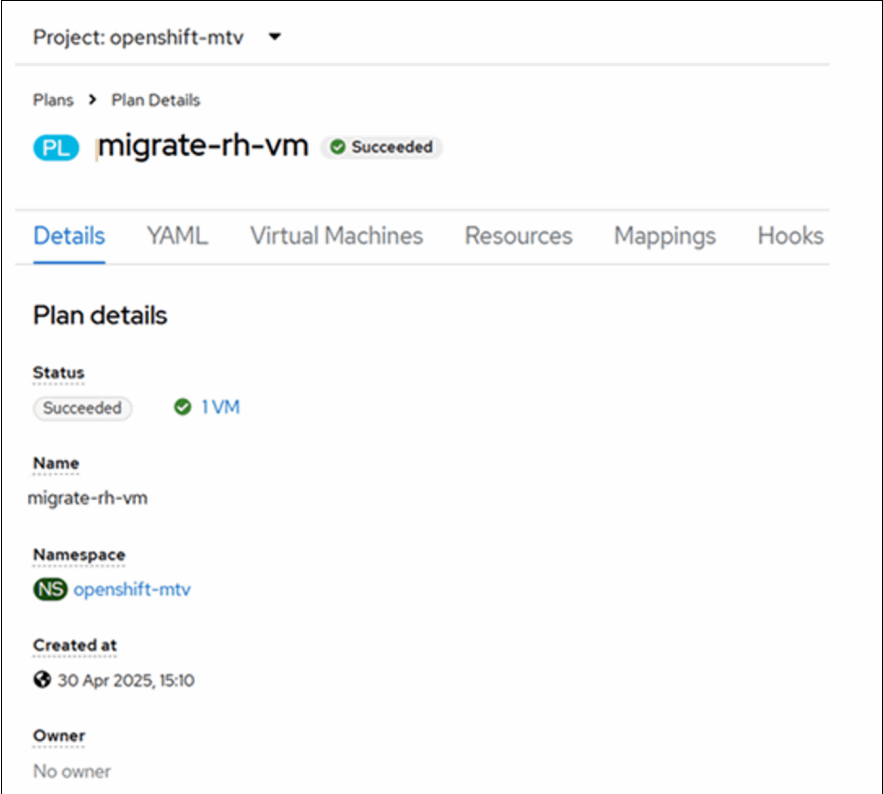 Project: openshift-mtv
Plans Plan Details
PL migrate-rh-vm Succeeded
Details YAML Virtual Machines Resources Mappings Hooks
Plan details
Status
Succeeded 1 VM
Name
migrate-rh-vm
Namespace
NS openshift-mtv
Created at
30 Apr 2025, 15:10
Owner
No owner